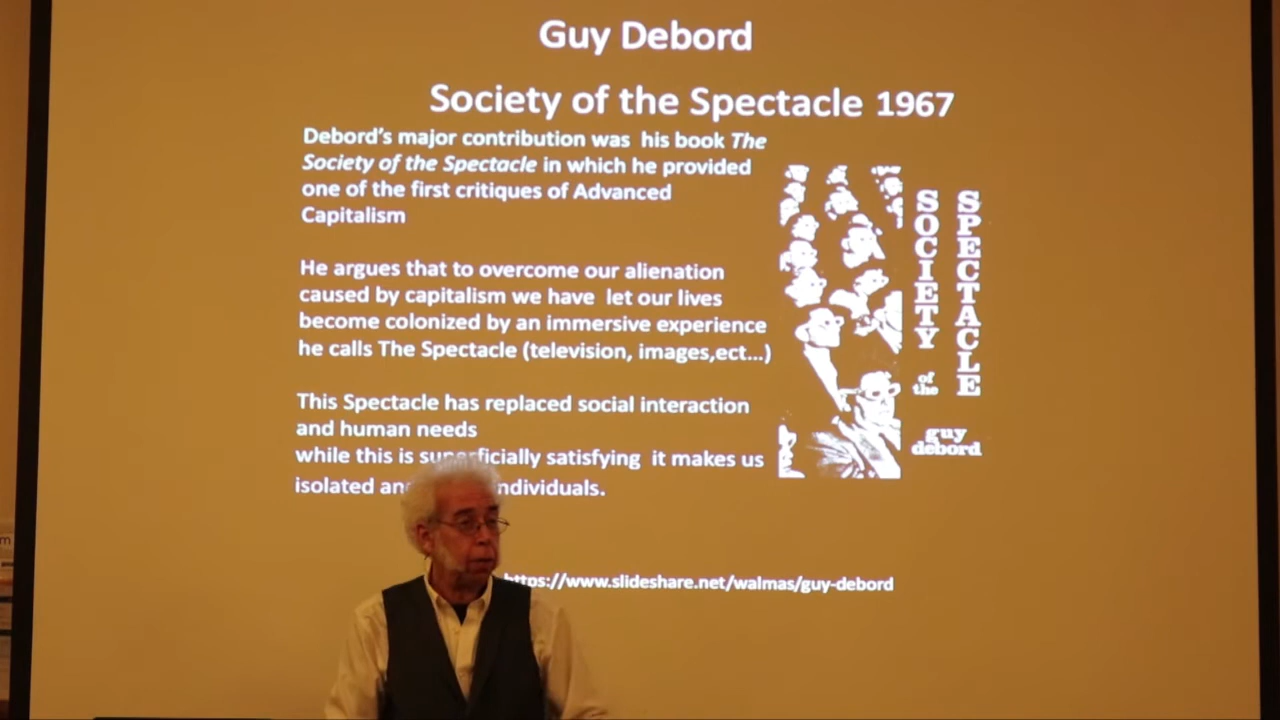 Guy Debord
Society of the Spectacle 1967
Debord's major contribution was his book The
Society of the Spectacle in which he provided
one of the first critiques of Advanced
Capitalism
He argues that to overcome our alienation
caused by capitalism we have let our lives
become colonized by an immersive experience
he calls The Spectacle (television, images,ect...)
This Spectacle has replaced social interaction
and human needs
while this is superficially satisfying it makes us
isolated individuals.
SOCIETY
of
the
SPECTACLE
guy
debord
https://www.slideshare.net/walmas/guy-debord
m